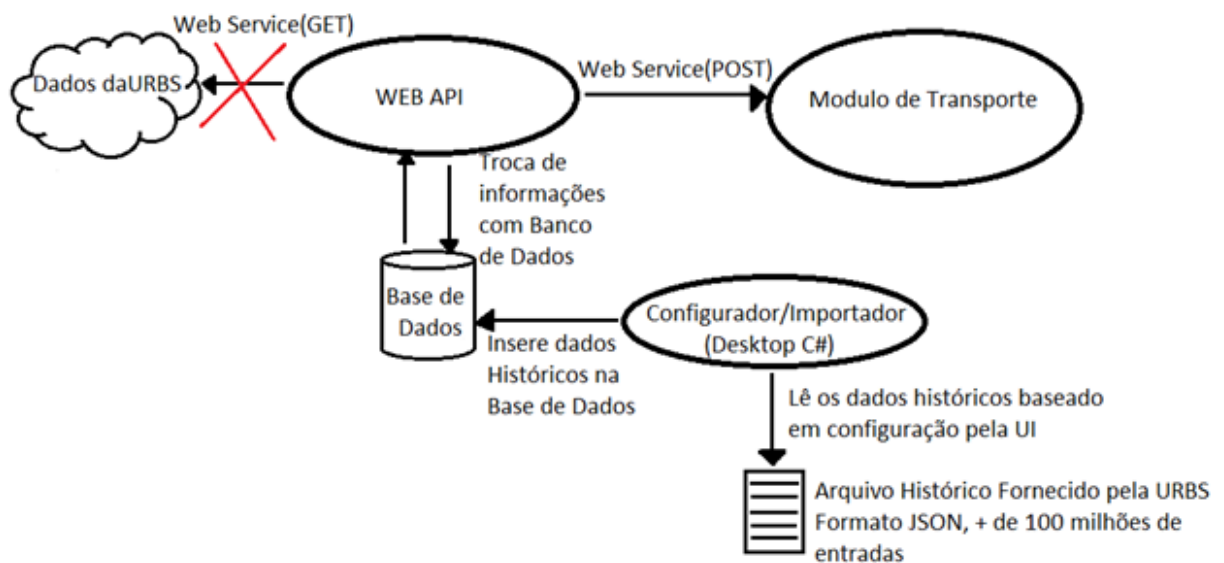 Web Service(GET)
Dados daURBS
WEB API
Web Service(POST)
Modulo de Transporte
Troca de
informações
com Banco
de Dados
Base de
Dados
Configurador/Importador
(Desktop C#)
Insere dados
Históricos na
Base de Dados
Lê os dados históricos baseado
em configuração pela UI
Arquivo Histórico Fornecido pela URBS
Formato JSON, + de 100 milhões de
entradas